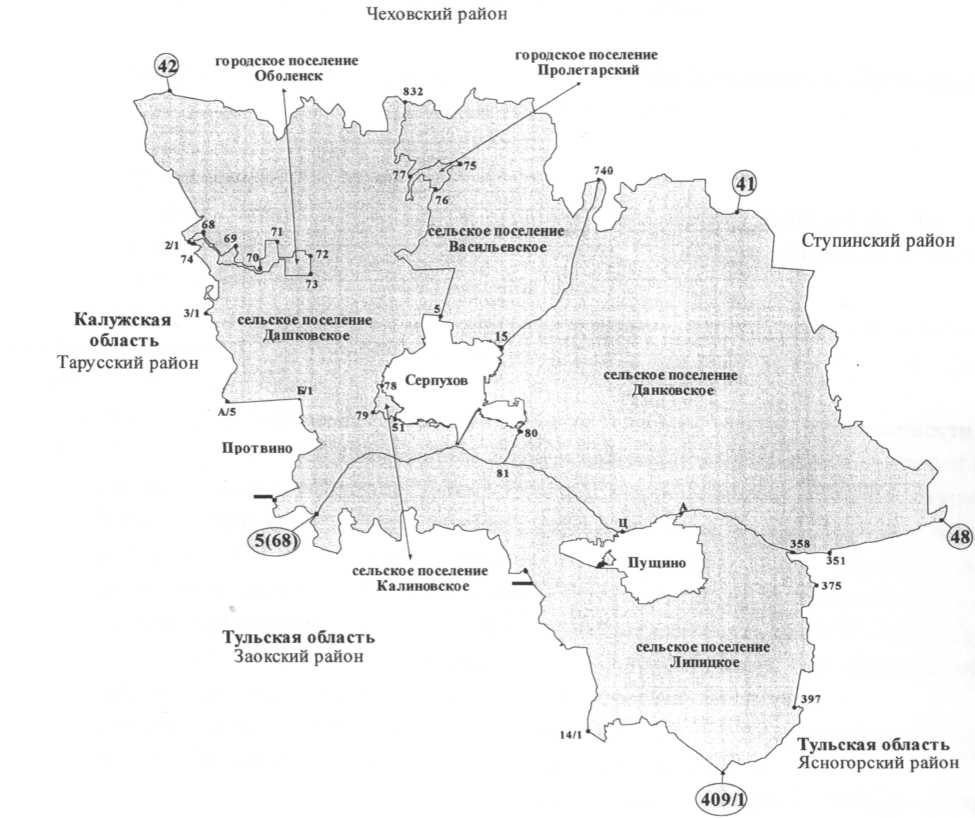 Чеховский район
городское поселение
Оболенск
городское поселение
Пролетарский
42
832
75
77
76
740
41
сельское поселение
Васильевское
Ступинский район
68
2/1
74
69
70
71
72
73
3/1
Калужская
область
Тарусский район
сельское поселение
Дашковское
5
15
Серпухов
78
79
51
80
сельское поселение
Данковское
А/5
Б/1
Протвино
81
5(68)
Ц
А
358
351
48
сельское поселение
Калиновское
Пущино
375
Тульская область
Заокский район
сельское поселение
Липицкое
397
14/1
Тульская область
Ясногорский район
409/1